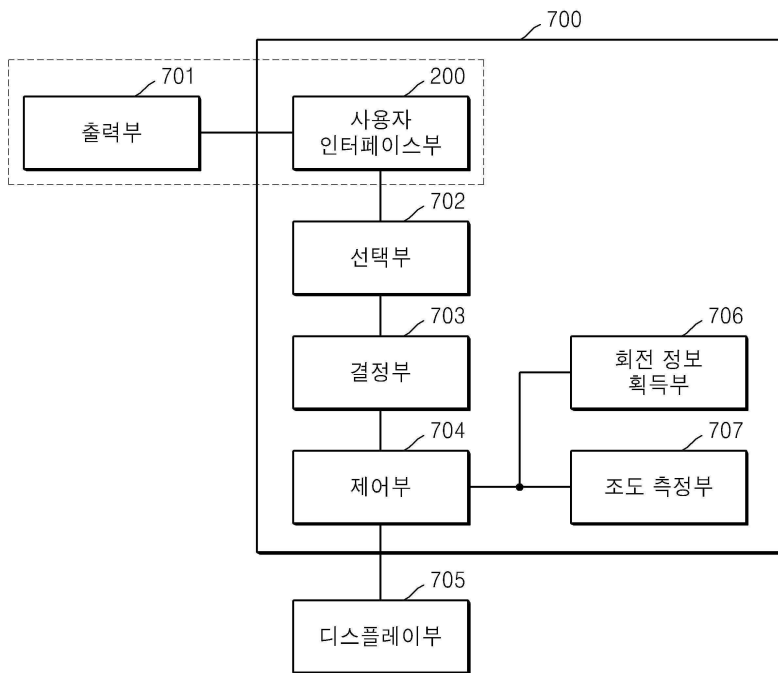 700
701
200
출력부
사용자
인터페이스부
702
선택부
703
706
결정부
회전 정보
획득부
704
707
제어부
조도 측정부
705
디스플레이부